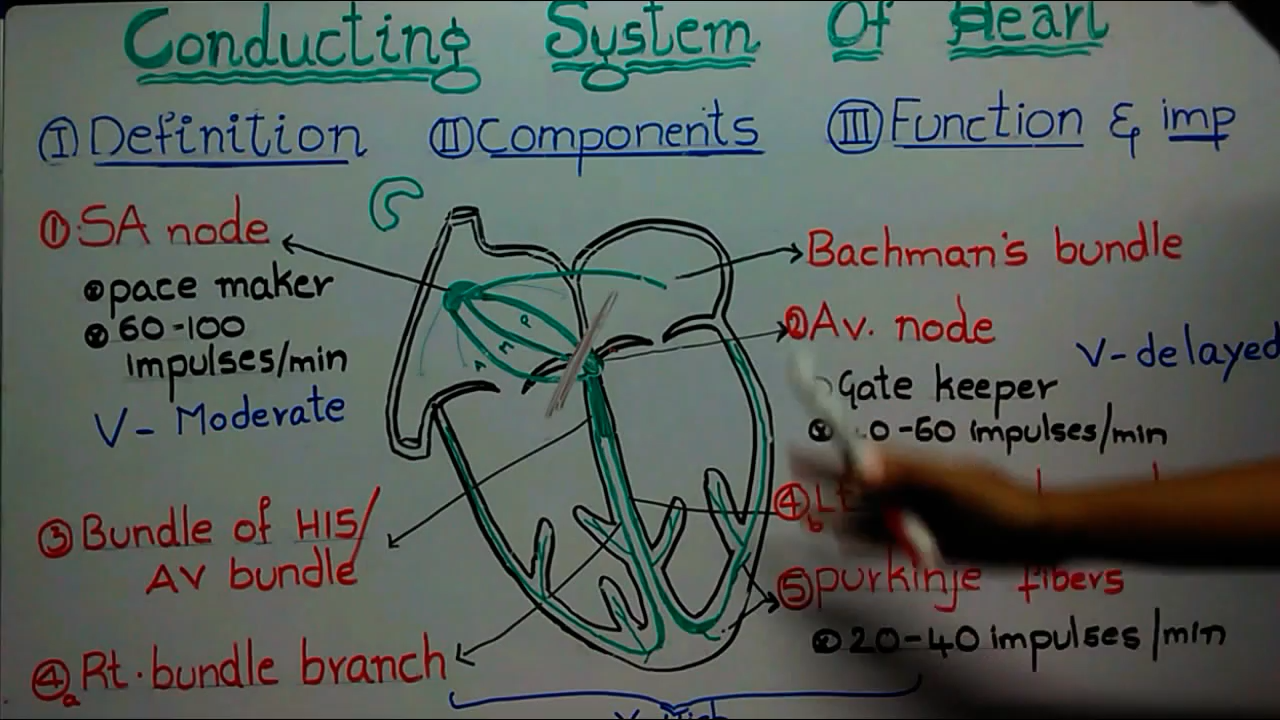 Conducting System Of Heart
I Definition II Components III Function & imp
① SA node
pace maker
60-100
Impulses/min
V- Moderate
Bachman's bundle
② Av. node
V-delayed
Gate keeper
0-60 impulses/min
P
M
A
③ Bundle of HIS/
AV bundle
④a Rt. bundle branch
④b
⑤ purkinje fibers
20-40 impulses/min